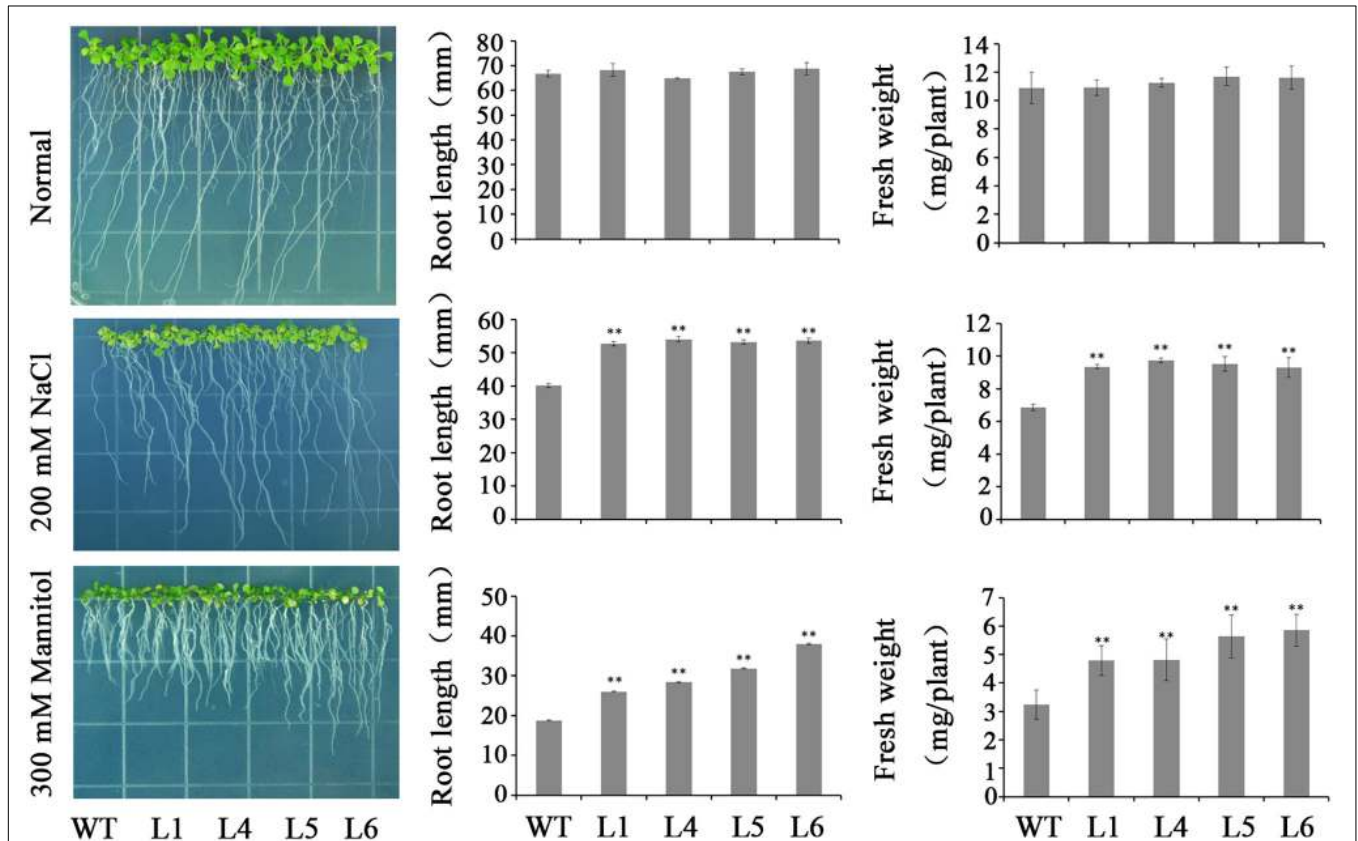 Normal
Root length (mm)
80
70
60
50
40
30
20
10
0
Fresh weight
(mg/plant)
14
12
10
8
6
4
2
0
200 mM NaCl
Root length (mm)
60
50
40
30
20
10
0
** ** ** **
Fresh weight
(mg/plant)
12
10
8
6
4
2
0
** ** ** **
300 mM Mannitol
Root length (mm)
50
40
30
20
10
0
** ** ** **
Fresh weight
(mg/plant)
7
6
5
4
3
2
1
0
** ** ** **
WT L1 L4 L5 L6
WT L1 L4 L5 L6
WT L1 L4 L5 L6